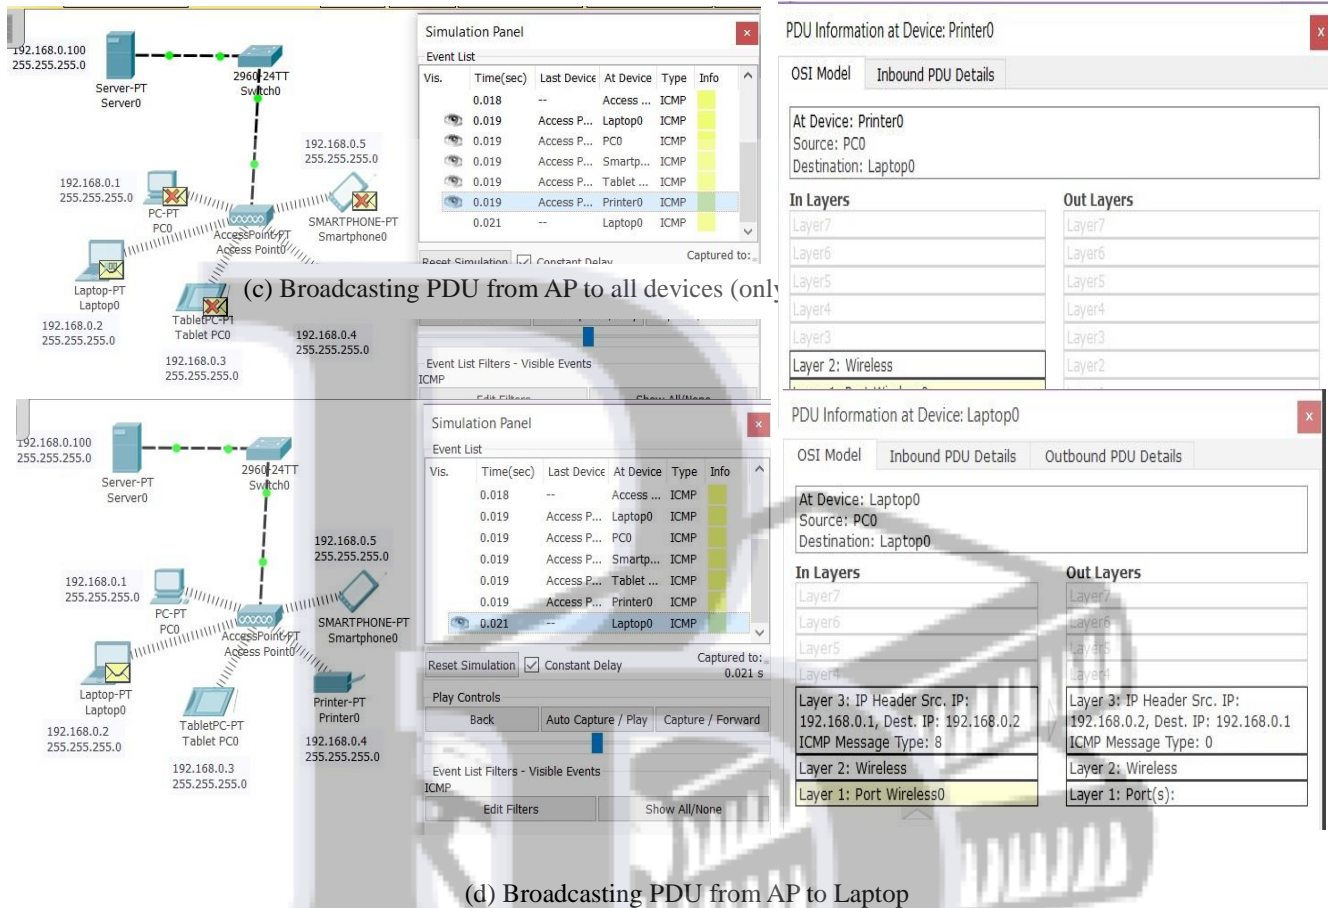 192.168.0.100
255.255.255.0
Server-PT
Server0
2960-24TT
Switch0
192.168.0.5
255.255.255.0
192.168.0.1
255.255.255.0
PC-PT
PC0
SMARTPHONE-PT
Smartphone0
AccessPoint-PT
Access Point0
Laptop-PT
Laptop0
192.168.0.2
255.255.255.0
TabletPC-PT
Tablet PC0
192.168.0.4
255.255.255.0
192.168.0.3
255.255.255.0
Simulation Panel
x
Event List
Vis. Time(sec) Last Device At Device Type Info
0.018 -- Access ... ICMP
0.019 Access P... Laptop0 ICMP
0.019 Access P... PC0 ICMP
0.019 Access P... Smartp... ICMP
0.019 Access P... Tablet ... ICMP
0.019 Access P... Printer0 ICMP
0.021 -- Laptop0 ICMP
Reset Simulation Constant Delay Captured to:
(c) Broadcasting PDU from AP to all devices (only
Event List Filters - Visible Events
ICMP
Edit Filters Show All/None
PDU Information at Device: Printer0
x
OSI Model Inbound PDU Details
At Device: Printer0
Source: PC0
Destination: Laptop0
In Layers Out Layers
Layer7 Layer7
Layer6 Layer6
Layer5 Layer5
Layer4 Layer4
Layer3 Layer3
Layer 2: Wireless Layer2
192.168.0.100
255.255.255.0
Server-PT
Server0
2960-24TT
Switch0
192.168.0.5
255.255.255.0
192.168.0.1
255.255.255.0
PC-PT
PC0
SMARTPHONE-PT
Smartphone0
AccessPoint-PT
Access Point0
Laptop-PT
Laptop0
192.168.0.2
255.255.255.0
TabletPC-PT
Tablet PC0
192.168.0.3
255.255.255.0
Printer-PT
Printer0
192.168.0.4
255.255.255.0
Simulation Panel
x
Event List
Vis. Time(sec) Last Device At Device Type Info
0.018 -- Access ... ICMP
0.019 Access P... Laptop0 ICMP
0.019 Access P... PC0 ICMP
0.019 Access P... Smartp... ICMP
0.019 Access P... Tablet ... ICMP
0.019 Access P... Printer0 ICMP
0.021 -- Laptop0 ICMP
Reset Simulation Constant Delay Captured to:
0.021 s
Play Controls
Back Auto Capture / Play Capture / Forward
Event List Filters - Visible Events
ICMP
Edit Filters Show All/None
PDU Information at Device: Laptop0
x
OSI Model Inbound PDU Details Outbound PDU Details
At Device: Laptop0
Source: PC0
Destination: Laptop0
In Layers Out Layers
Layer7 Layer7
Layer6 Layer6
Layer5 Layer5
Layer4 Layer4
Layer 3: IP Header Src. IP: Layer 3: IP Header Src. IP:
192.168.0.1, Dest. IP: 192.168.0.2 192.168.0.2, Dest. IP: 192.168.0.1
ICMP Message Type: 8 ICMP Message Type: 0
Layer 2: Wireless Layer 2: Wireless
Layer 1: Port Wireless0 Layer 1: Port(s):
(d) Broadcasting PDU from AP to Laptop